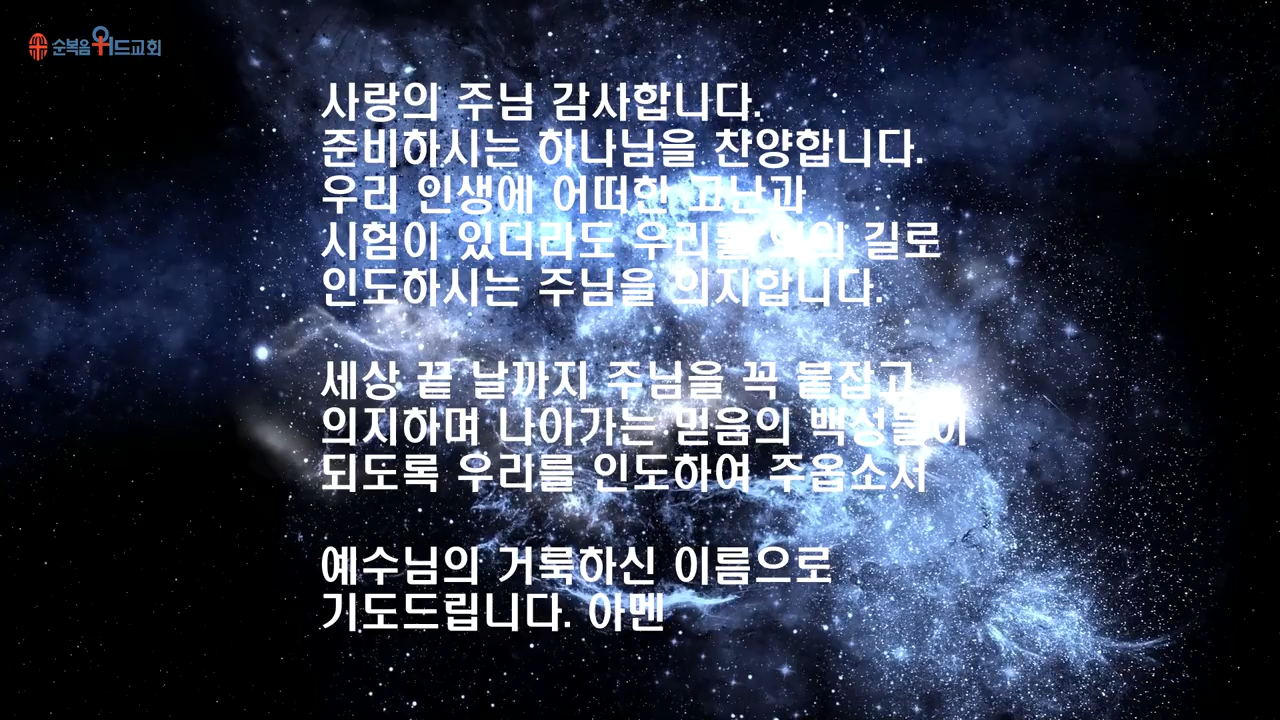 순복음워드교회
사랑의 주님 감사합니다.
준비하시는 하나님을 찬양합니다.
우리 인생에 어떠한 고난과
시험이 있더라도 우리를 길로
인도하시는 주님을 의지합니다.
세상 끝 날까지 주님을 꼭 붙잡고
의지하며 나아가는 믿음의 백성들이
되도록 우리를 인도하여 주옵소서
예수님의 거룩하신 이름으로
기도드립니다. 아멘